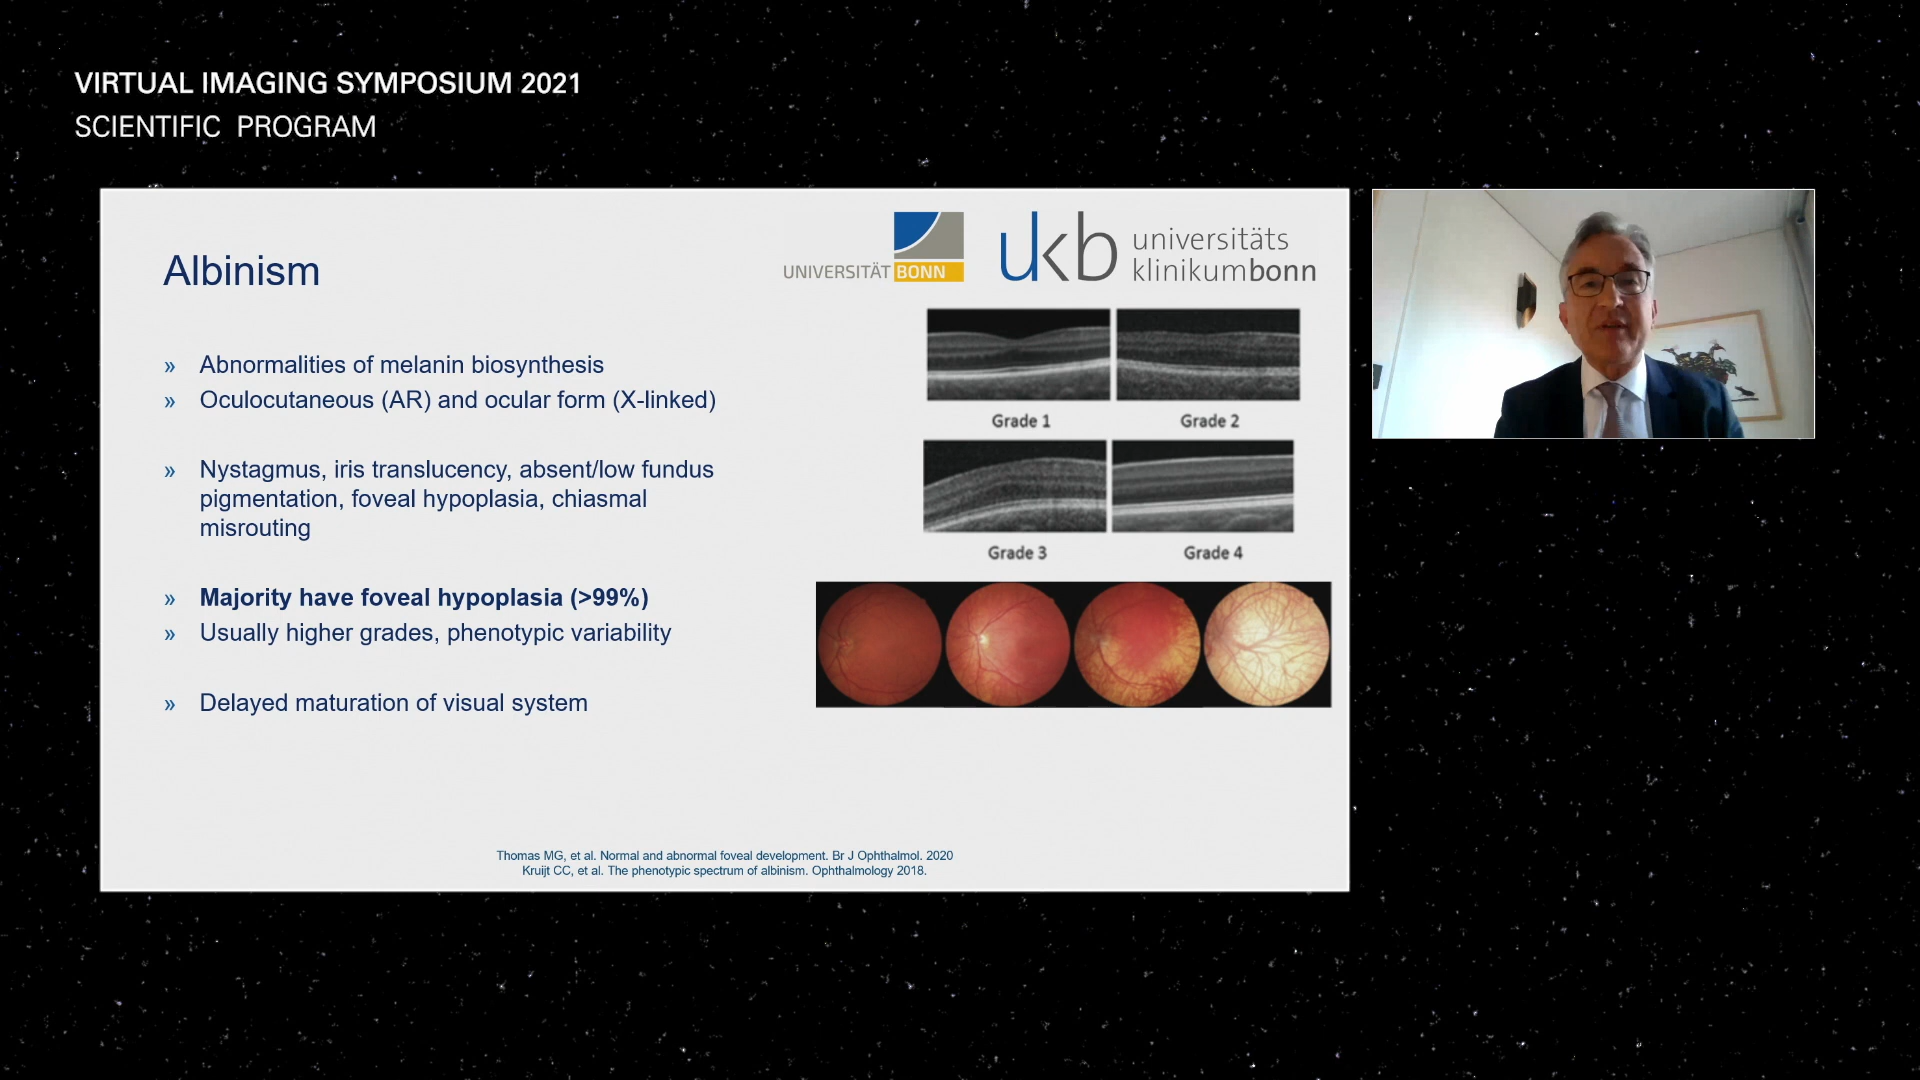 VIRTUAL IMAGING SYMPOSIUM 2021
SCIENTIFIC PROGRAM
UNIVERSITÄT BONN
ukb universitäts
klinikumbonn
Albinism
» Abnormalities of melanin biosynthesis
» Oculocutaneous (AR) and ocular form (X-linked)
» Nystagmus, iris translucency, absent/low fundus
pigmentation, foveal hypoplasia, chiasmal
misrouting
» Majority have foveal hypoplasia (>99%)
» Usually higher grades, phenotypic variability
» Delayed maturation of visual system
Grade 1
Grade 2
Grade 3
Grade 4
Thomas MG, et al. Normal and abnormal foveal development. Br J Ophthalmol. 2020
Kruijt CC, et al. The phenotypic spectrum of albinism. Ophthalmology 2018.